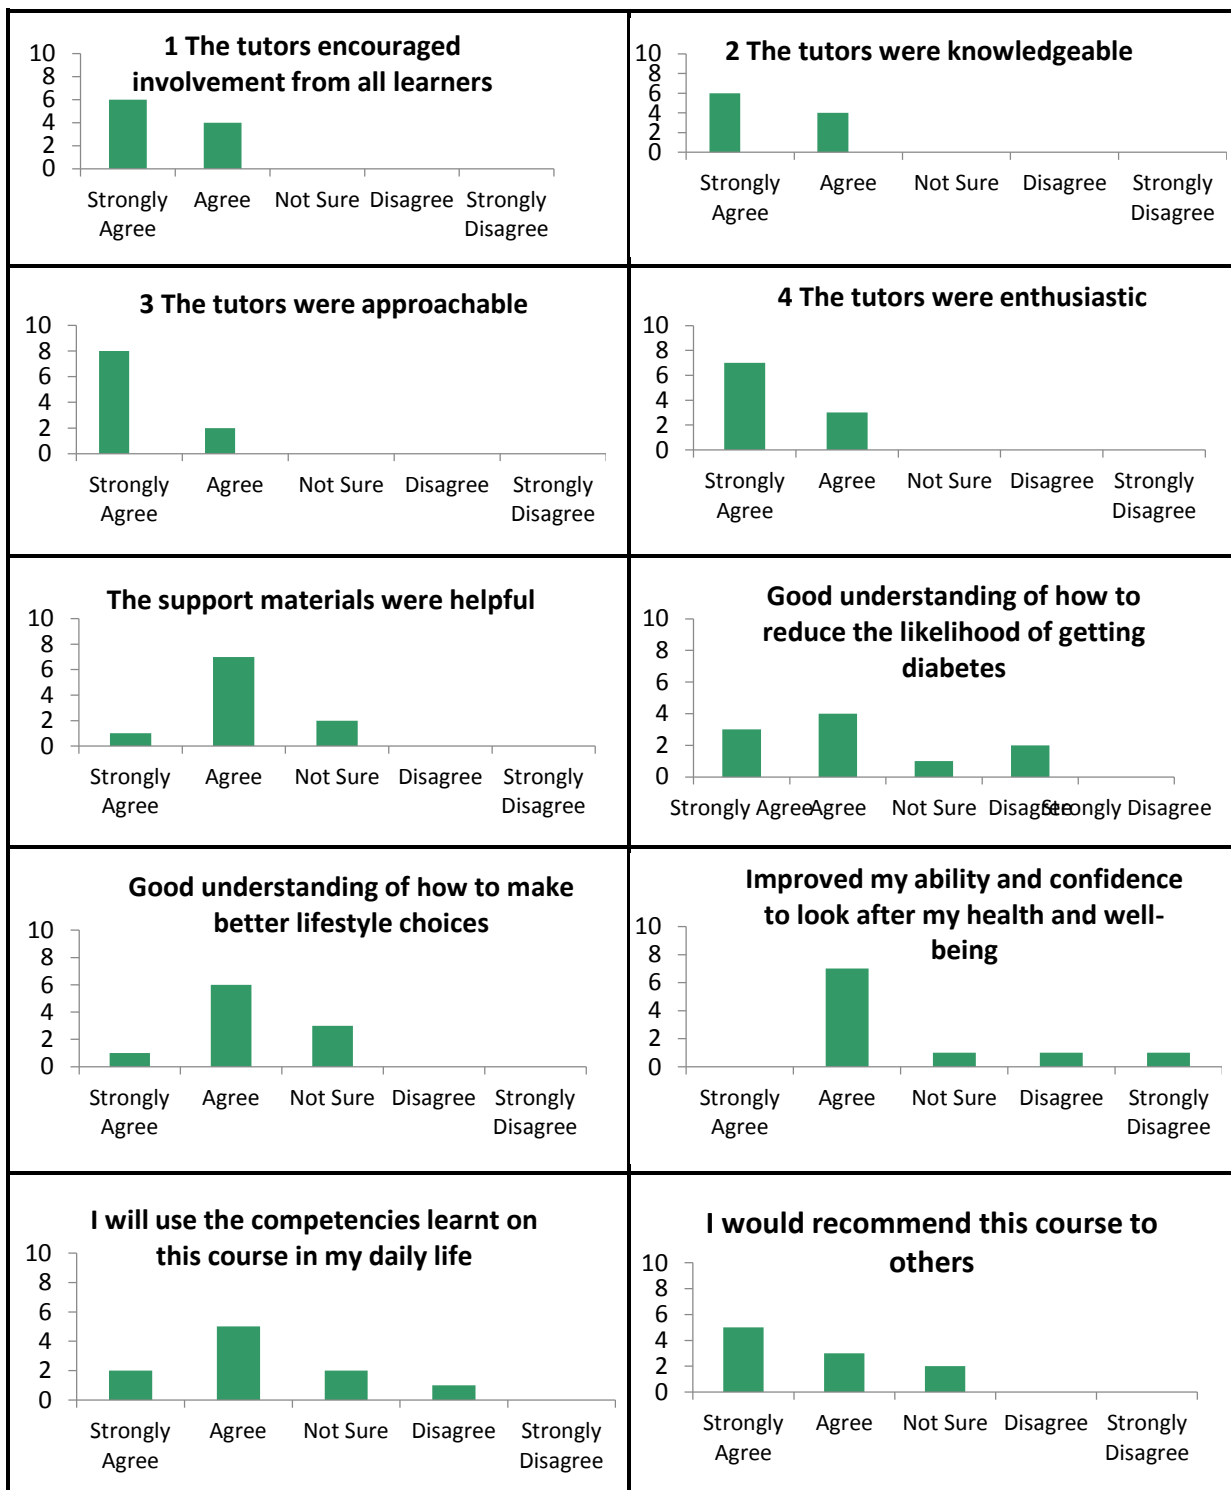 1 The tutors encouraged
involvement from all learners
10
8
6
4
2
0
Strongly Agree Not Sure Disagree Strongly
Agree Disagree
2 The tutors were knowledgeable
10
8
6
4
2
0
Strongly Agree Not Sure Disagree Strongly
Agree Disagree
3 The tutors were approachable
10
8
6
4
2
0
Strongly Agree Not Sure Disagree Strongly
Agree Disagree
4 The tutors were enthusiastic
10
8
6
4
2
0
Strongly Agree Not Sure Disagree Strongly
Agree Disagree
The support materials were helpful
10
8
6
4
2
0
Strongly Agree Not Sure Disagree Strongly
Agree Disagree
Good understanding of how to
reduce the likelihood of getting
diabetes
10
8
6
4
2
0
Strongly Agree Agree Not Sure Disagree Strongly Disagree
Good understanding of how to make
better lifestyle choices
10
8
6
4
2
0
Strongly Agree Not Sure Disagree Strongly
Agree Disagree
Improved my ability and confidence
to look after my health and well-
being
10
8
6
4
2
0
Strongly Agree Not Sure Disagree Strongly
Agree Disagree
I will use the competencies learnt on
this course in my daily life
10
8
6
4
2
0
Strongly Agree Not Sure Disagree Strongly
Agree Disagree
I would recommend this course to
others
10
8
6
4
2
0
Strongly Agree Not Sure Disagree Strongly
Agree Disagree